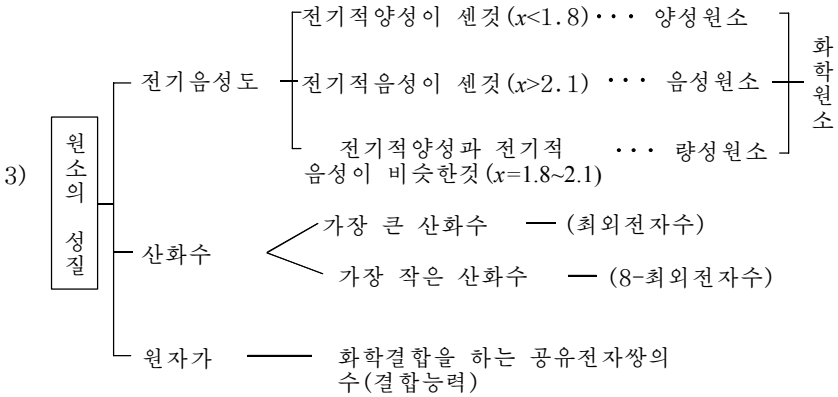 전기적양성이 센것(x<1.8)··· 양성원소
전기음성도
전기적음성이 센것(x>2.1) ··· 음성원소
화학원소
전기적양성과 전기적 ··· 량성원소
음성이 비슷한것(x=1.8~2.1)
3)
원소의 성질
가장 큰 산화수 — (최외전자수)
산화수
가장 작은 산화수 — (8-최외전자수)
원자가 — 화학결합을 하는 공유전자쌍의
수(결합능력)